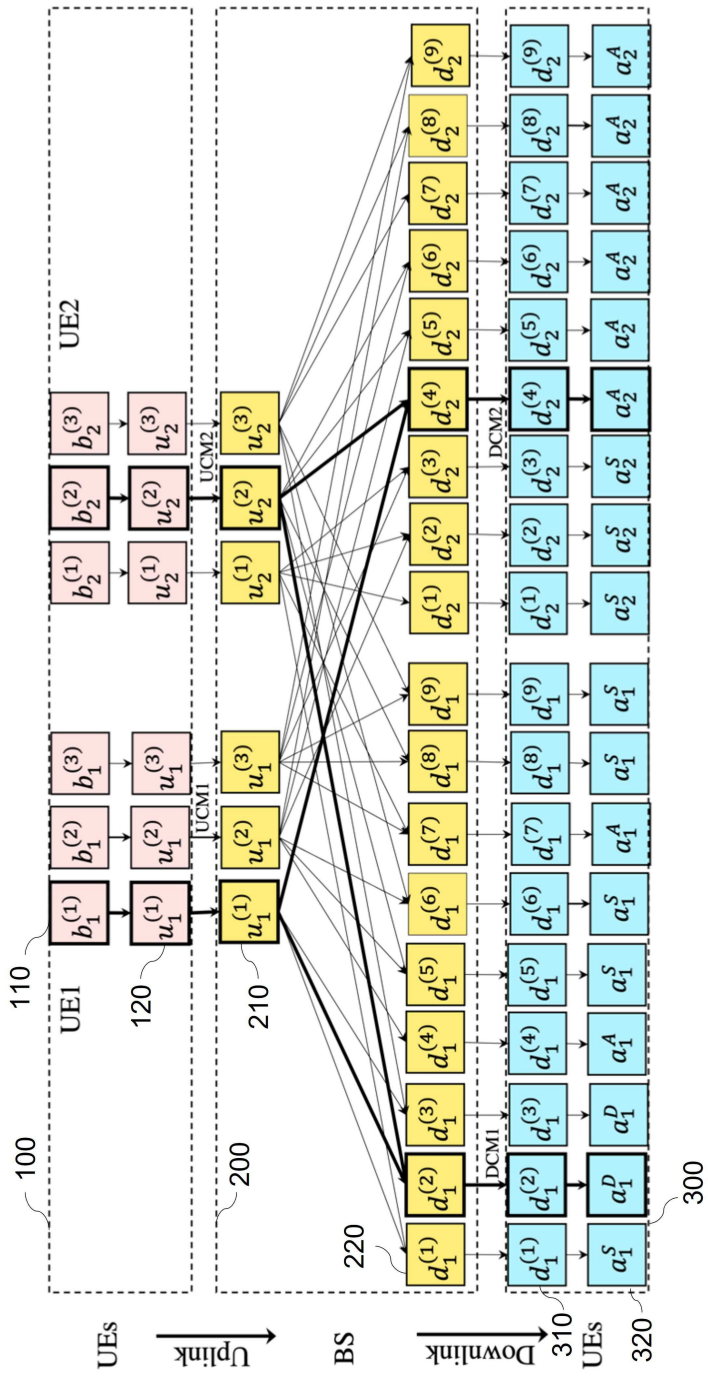 100
110
UEs
UE1
UE2
b_1^{(1)} b_1^{(2)} b_1^{(3)} b_2^{(1)} b_2^{(2)} b_2^{(3)}
120
u_1^{(1)} u_1^{(2)} u_1^{(3)} u_2^{(1)} u_2^{(2)} u_2^{(3)}
Uplink
UCM1
UCM2
200
210
u_1^{(1)} u_1^{(2)} u_1^{(3)} u_2^{(1)} u_2^{(2)} u_2^{(3)}
BS
220
d_1^{(1)} d_1^{(2)} d_1^{(3)} d_1^{(4)} d_1^{(5)} d_1^{(6)} d_1^{(7)} d_1^{(8)} d_1^{(9)} d_2^{(1)} d_2^{(2)} d_2^{(3)} d_2^{(4)} d_2^{(5)} d_2^{(6)} d_2^{(7)} d_2^{(8)} d_2^{(9)}
Downlink
DCM1
DCM2
310
d_1^{(1)} d_1^{(2)} d_1^{(3)} d_1^{(4)} d_1^{(5)} d_1^{(6)} d_1^{(7)} d_1^{(8)} d_1^{(9)} d_2^{(1)} d_2^{(2)} d_2^{(3)} d_2^{(4)} d_2^{(5)} d_2^{(6)} d_2^{(7)} d_2^{(8)} d_2^{(9)}
UEs
a_1^S a_1^D a_1^D a_1^A a_1^S a_1^S a_1^A a_1^S a_1^S a_2^S a_2^S a_2^S a_2^A a_2^A a_2^A a_2^A a_2^A a_2^A
320
300